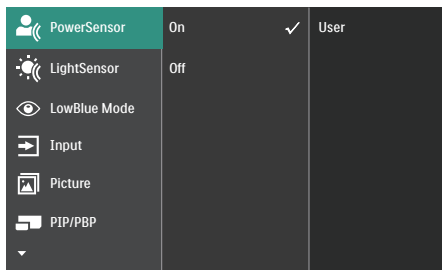 PowerSensor On User
LightSensor Off
LowBlue Mode
Input
Picture
PIP/PBP